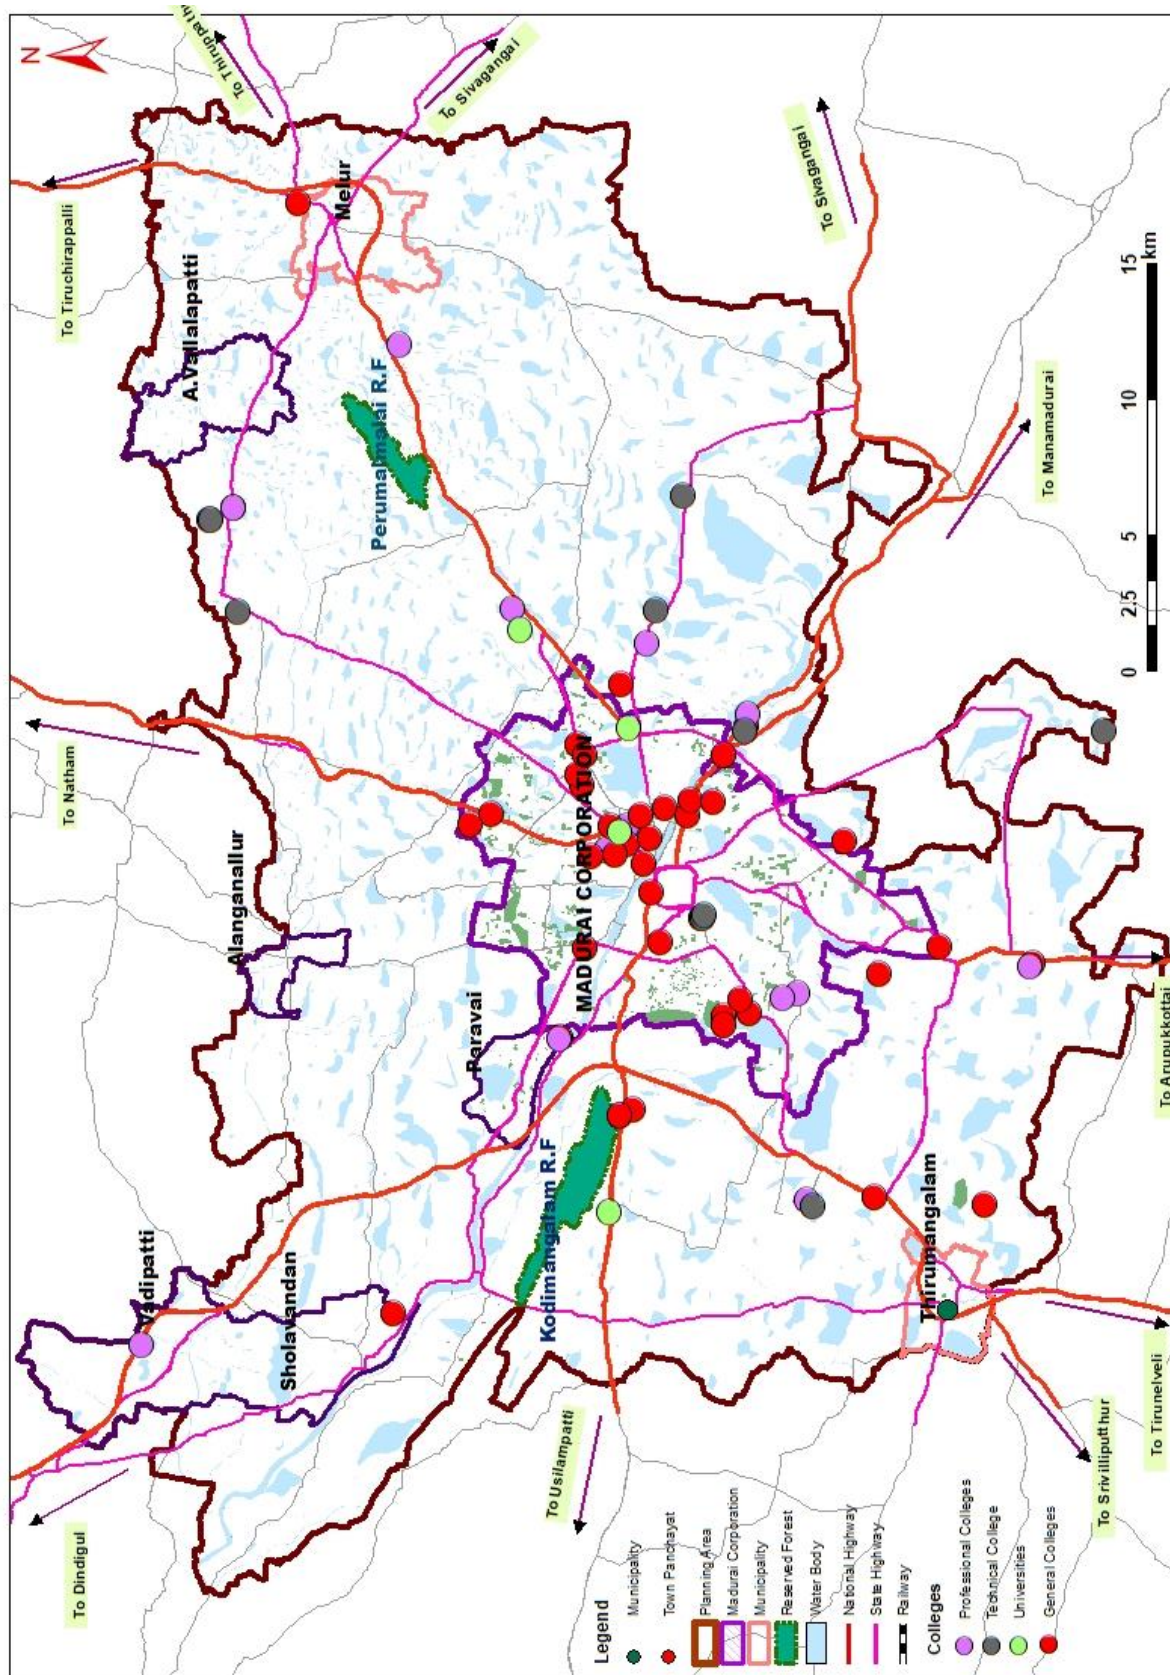 N
To Thiruppath
To Sivagangai
To Tiruchirappalli
Melur
To Sivagangai
A.Vallalapatti
Perumalmalai R.F
To Manamadurai
To Natham
MADURAI CORPORATION
Alanganallur
Paravai
To Arupukkottai
Kodimangalam R.F
Thirumangalam
Vadipatti
Sholavandan
To Usilampatti
To Dindigul
To Srivilliputthur
To Tirunelveli
0 2.5 5 10 15
km
Legend
Municipality
Town Panchayat
Planning Area
Madurai Corporation
Municipality
Reserved Forest
Water Body
National Highway
State Highway
Railway
Colleges
Professional Colleges
Technical College
Universities
General Colleges